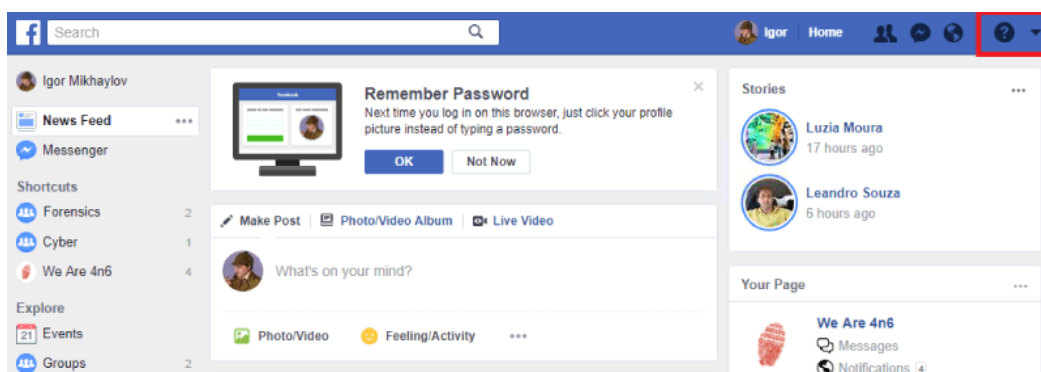 f
Search
Igor
Home
?
Igor Mikhaylov
News Feed
Messenger
Shortcuts
Forensics 2
Cyber 1
We Are 4n6 4
Explore
21 Events
Groups 2
Remember Password
Next time you log in on this browser, just click your profile
picture instead of typing a password.
OK
Not Now
Make Post
Photo/Video Album
Live Video
What's on your mind?
Photo/Video
Feeling/Activity
Stories
Luzia Moura
17 hours ago
Leandro Souza
6 hours ago
Your Page
We Are 4n6
Messages
Notifications 4